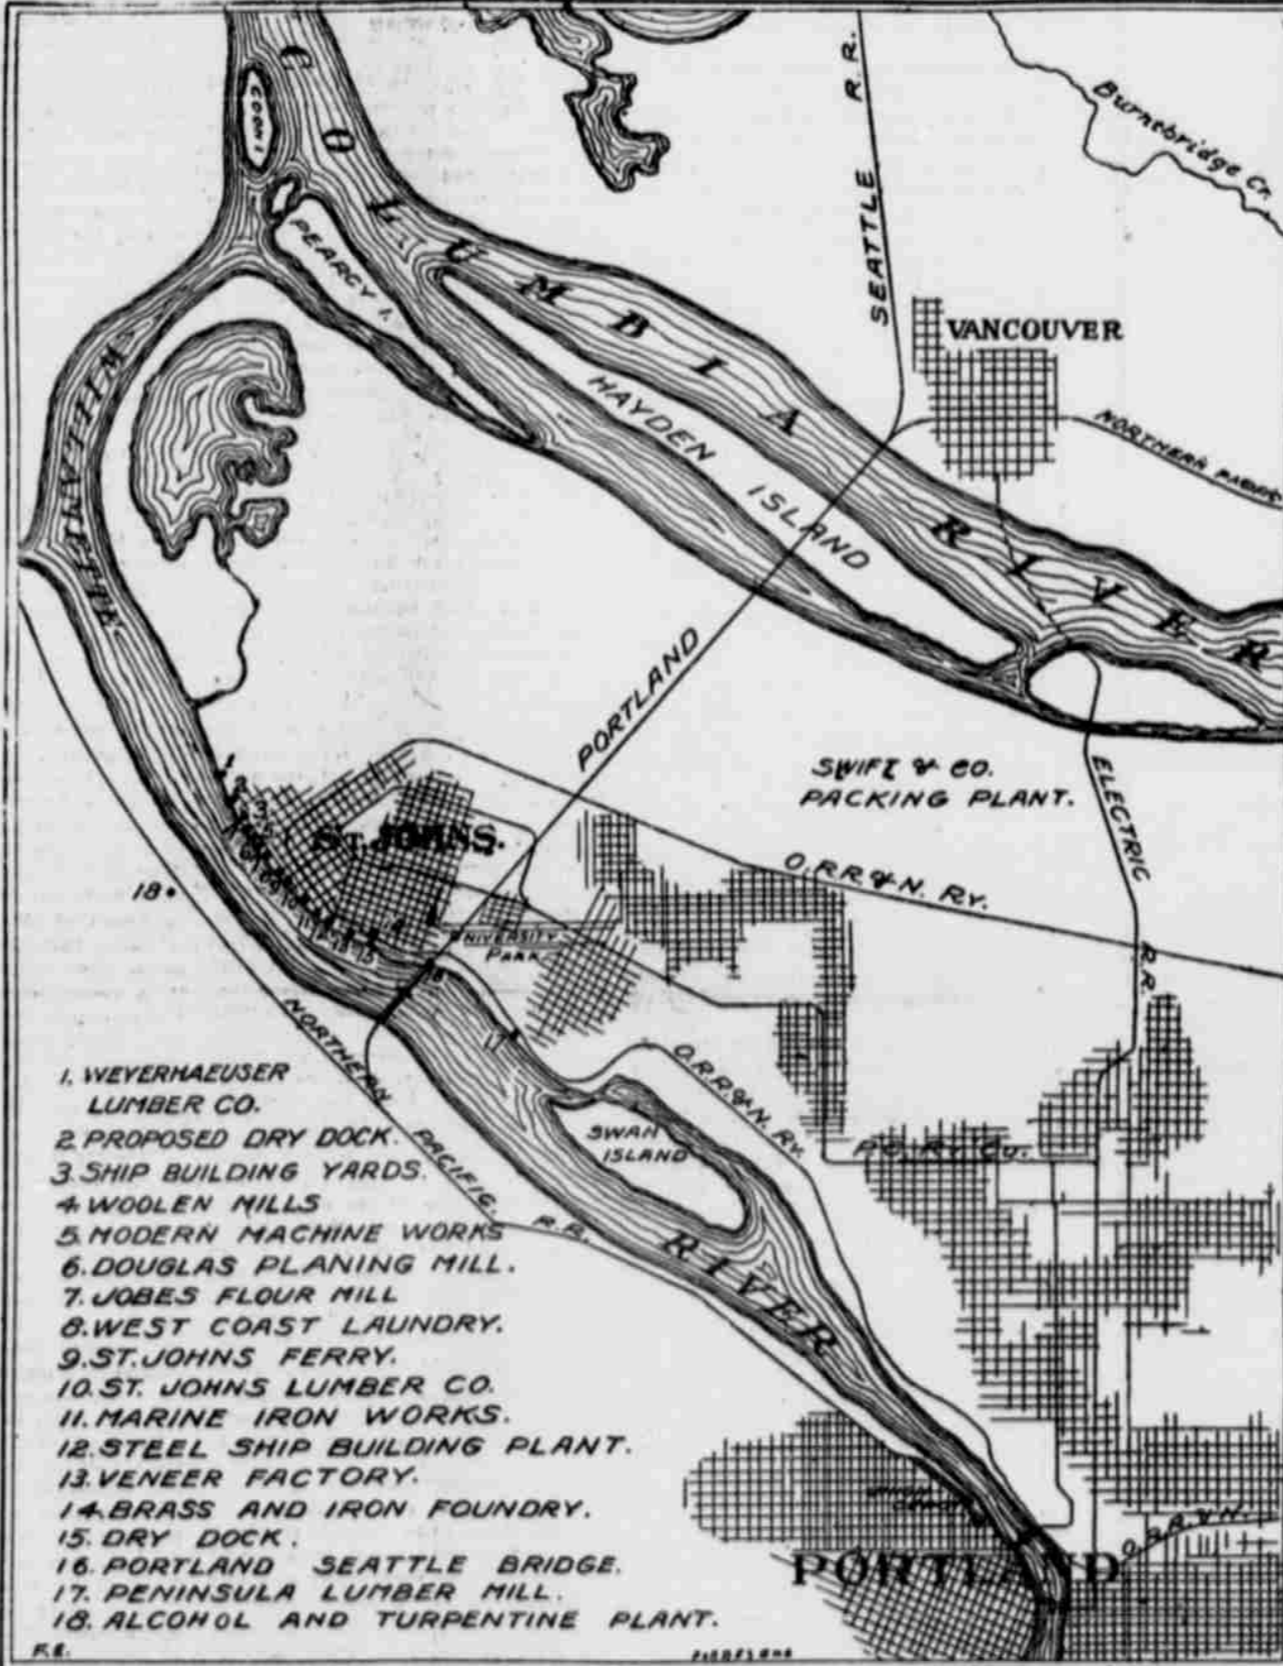 COLUMBIA RIVER
COON I
PEARCY I.
SEATTLE R.R.
Burnebridge Cr.
VANCOUVER
NORTHERN PACIFIC
HAYDEN ISLAND
WILLAMETTE
PORTLAND
SWIFT & CO.
PACKING PLANT.
ELECTRIC R.R.
O.R.R.&N. RY.
ST. JOHNS.
18
UNIVERSITY
PARK
NORTHERN PACIFIC R.R.
17
O.R.R.&N. RY.
SWAN
ISLAND
RIVER
1. WEYERHAEUSER
LUMBER CO.
2. PROPOSED DRY DOCK.
3. SHIP BUILDING YARDS.
4. WOOLEN MILLS
5. MODERN MACHINE WORKS
6. DOUGLAS PLANING MILL.
7. JOBES FLOUR MILL
8. WEST COAST LAUNDRY.
9. ST. JOHNS FERRY.
10. ST. JOHNS LUMBER CO.
11. MARINE IRON WORKS.
12. STEEL SHIP BUILDING PLANT.
13. VENEER FACTORY.
14. BRASS AND IRON FOUNDRY.
15. DRY DOCK.
16. PORTLAND SEATTLE BRIDGE.
17. PENINSULA LUMBER MILL.
18. ALCOHOL AND TURPENTINE PLANT.
PORTLAND
O.R.R.&N.
F.E.